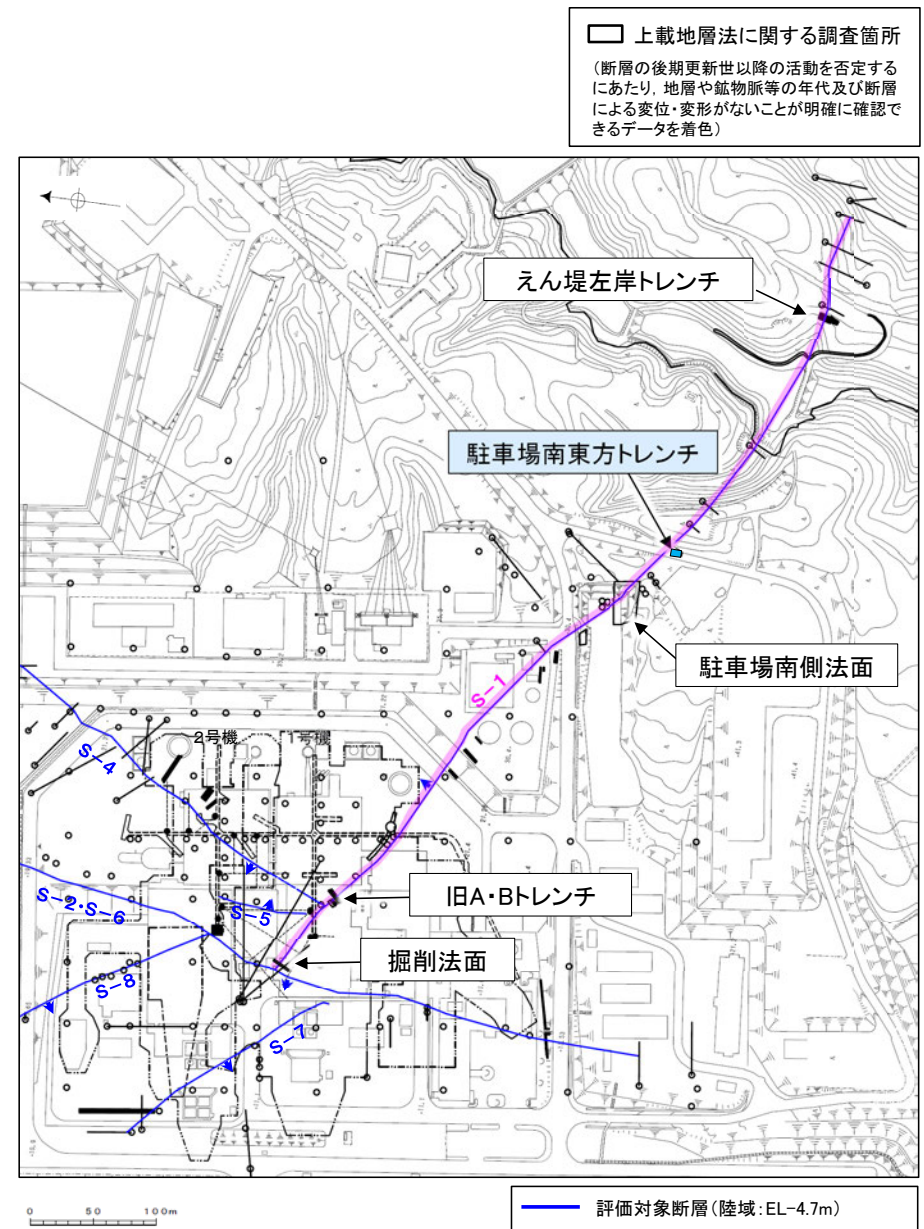 上載地層法に関する調査箇所
(断層の後期更新世以降の活動を否定する
にあたり, 地層や鉱物脈等の年代及び断層
による変位・変形がないことが明確に確認で
きるデータを着色)
えん堤左岸トレンチ
駐車場南東方トレンチ
駐車場南側法面
S-1
2号機
1号機
S-4
S-2・S-6
S-5
旧A・Bトレンチ
掘削法面
S-8
S-7
0 50 100m
評価対象断層(陸域:EL-4.7m)